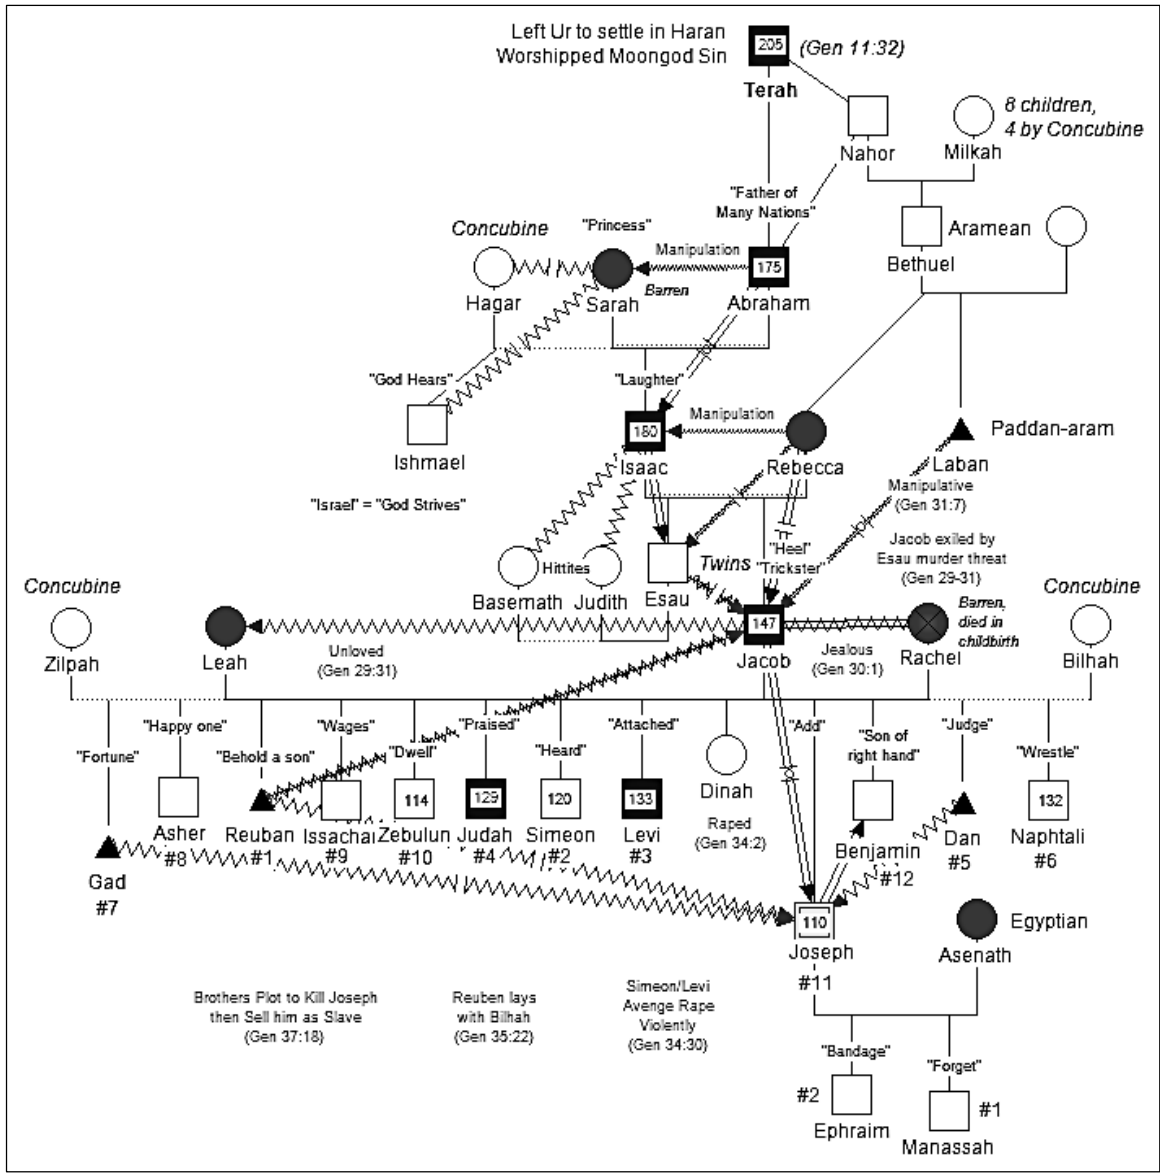 Left Ur to settle in Haran
Worshipped Moongod Sin
205
(Gen 11:32)
Terah
8 children,
4 by Concubine
Nahor
Milkah
"Father of
Many Nations"
Concubine
"Princess"
Aramean
Manipulation
175
Bethuel
Hagar
Sarah
Barren
Abraham
"God Hears"
"Laughter"
Manipulation
180
Paddan-aram
Ishmael
Isaac
Rebecca
Laban
Manipulative
(Gen 31:7)
"Israel" = "God Strives"
Jacob exiled by
Esau murder threat
(Gen 29-31)
"Heel"
"Trickster"
Twins
Hittites
Concubine
Basemath
Judith
Esau
Concubine
Barren,
died in
childbirth
147
Zilpah
Leah
Unloved
(Gen 29:31)
Jacob
Jealous
(Gen 30:1)
Rachel
Bilhah
"Happy one"
"Wages"
"Praised"
"Attached"
"Add"
"Judge"
"Fortune"
"Behold a son"
"Dwell"
"Heard"
"Son of
right hand"
"Wrestle"
114
129
120
133
132
Dinah
Raped
(Gen 34:2)
Asher
#8
Reuban
#1
Issachar
#9
Zebulun
#10
Judah
#4
Simeon
#2
Levi
#3
Benjamin
#12
Dan
#5
Naphtali
#6
Gad
#7
110
Joseph
#11
Egyptian
Asenath
Brothers Plot to Kill Joseph
then Sell him as Slave
(Gen 37:18)
Reuben lays
with Bilhah
(Gen 35:22)
Simeon/Levi
Avenge Rape
Violently
(Gen 34:30)
"Bandage"
"Forget"
#2
Ephraim
#1
Manassah